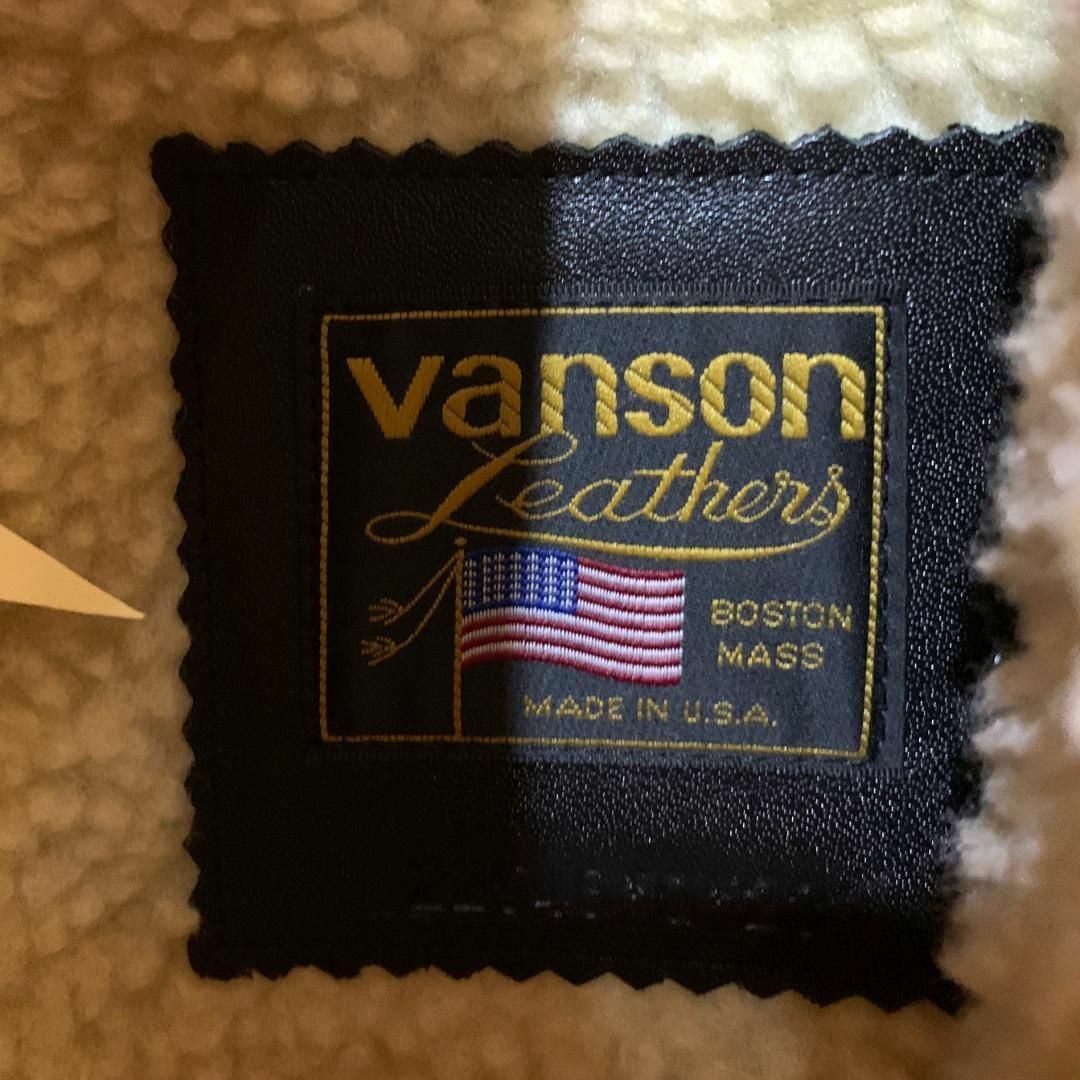 vanson
Leathers
BOSTON
MASS
MADE IN U.S.A.